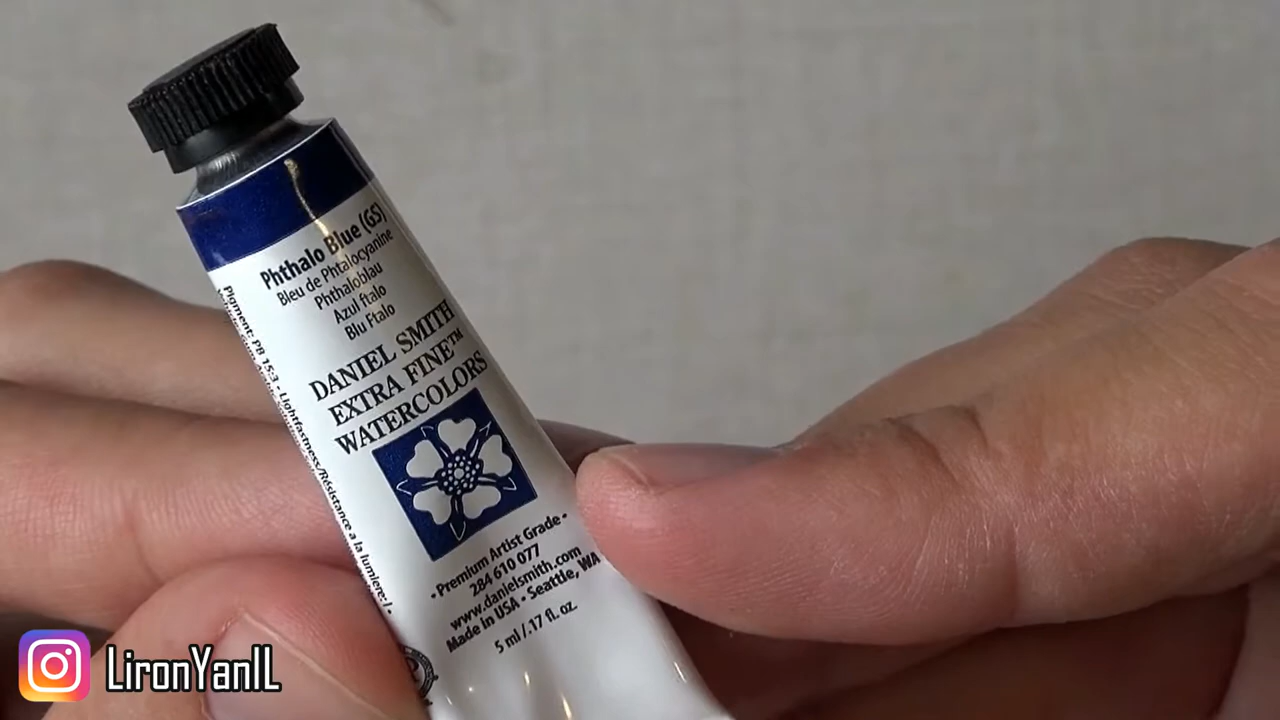 Phthalo Blue (GS)
Bleu de Phtalocyanine
Phthaloblau
Azul ftalo
Blu Ftalo
DANIEL SMITH
EXTRA FINE™
WATERCOLORS
• Premium Artist Grade •
284 610 077
www.danielsmith.com
Made in USA • Seattle, WA
5 ml/.17 fl. oz.
Pigment: PB 15:3 • Lightfastness/Résistance a la lumiere: I •
LironYanIL